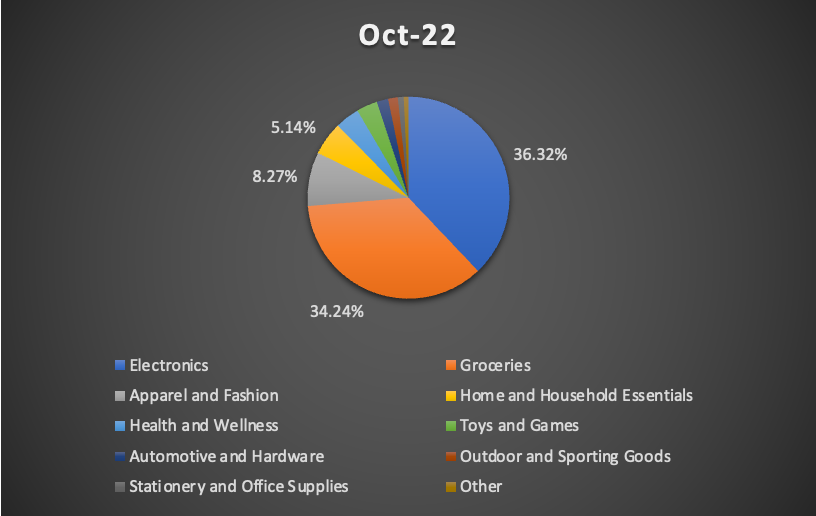 Oct-22
5.14%
36.32%
8.27%
34.24%
Electronics
Groceries
Apparel and Fashion
Home and Household Essentials
Health and Wellness
Toys and Games
Automotive and Hardware
Outdoor and Sporting Goods
Stationery and Office Supplies
Other